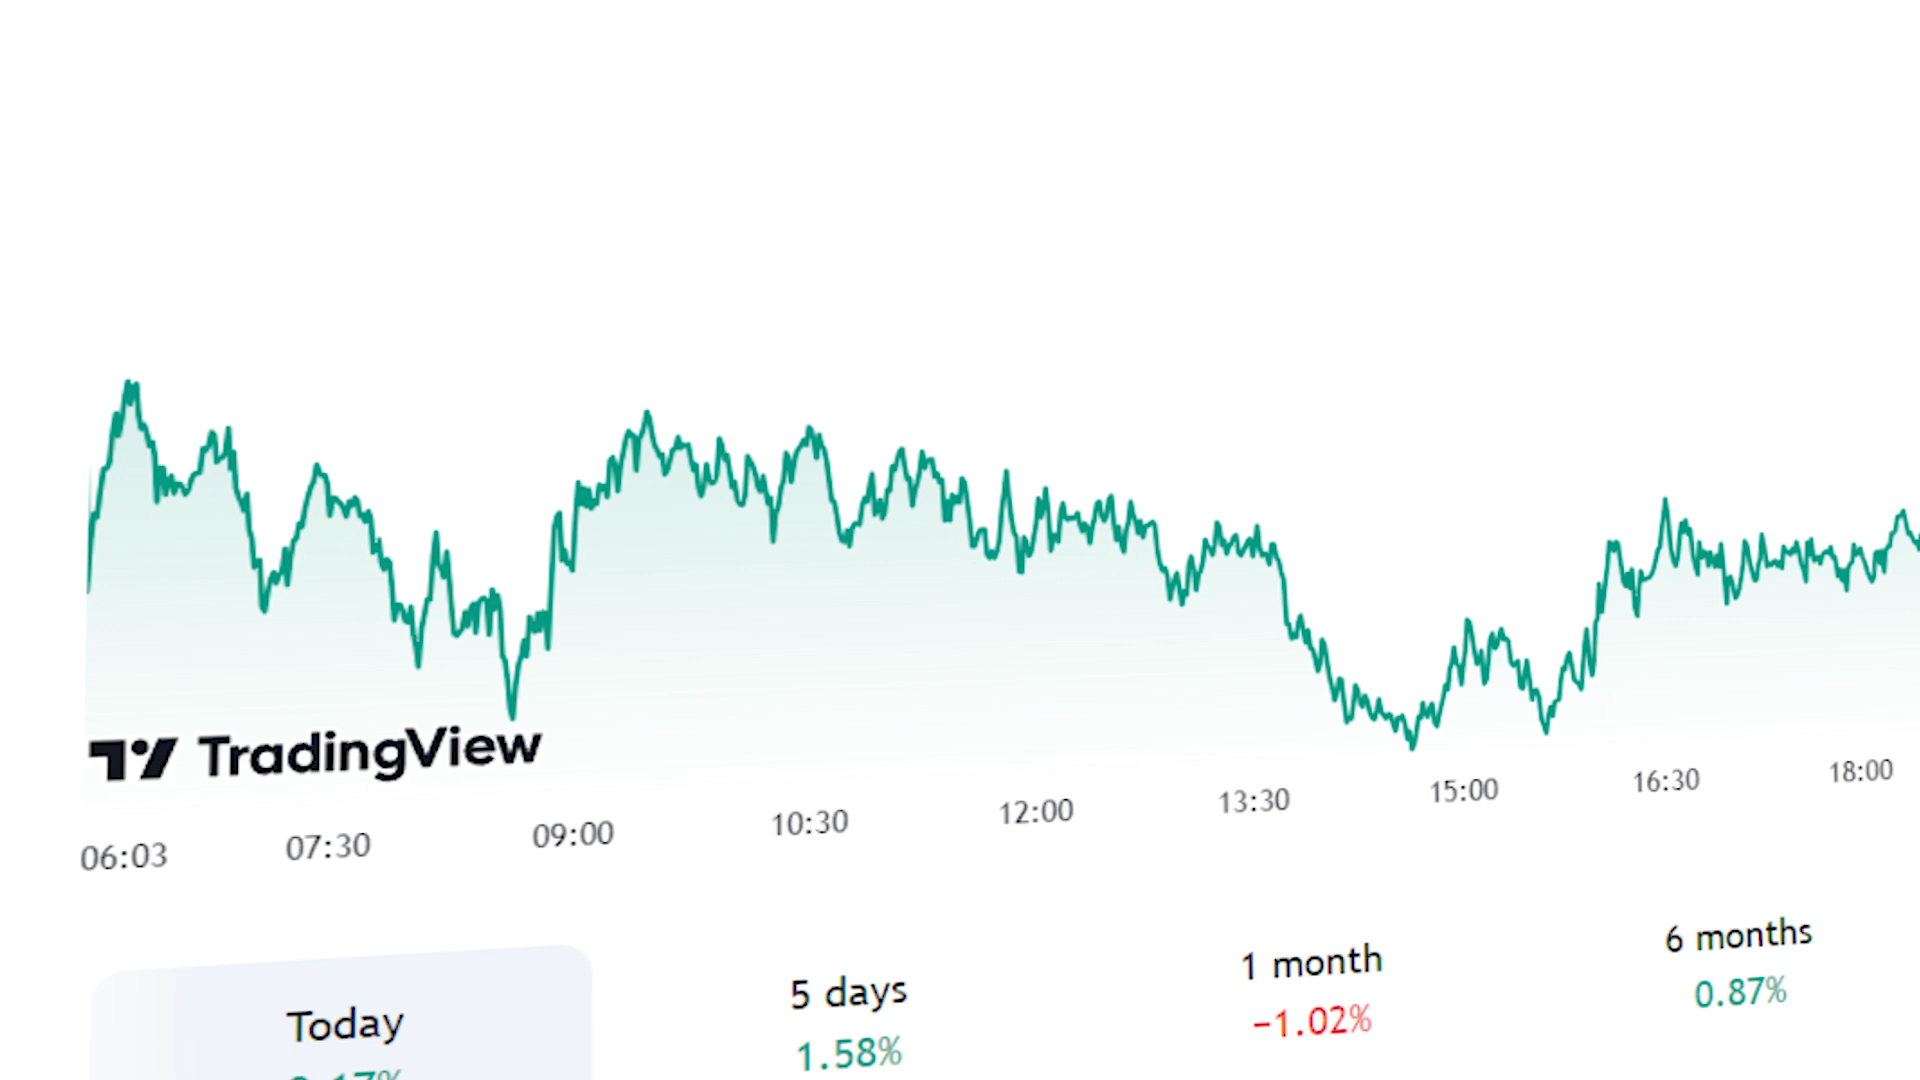 TradingView
06:03 07:30 09:00 10:30 12:00 13:30 15:00 16:30 18:00
Today 5 days 1 month 6 months
1.58% −1.02% 0.87%